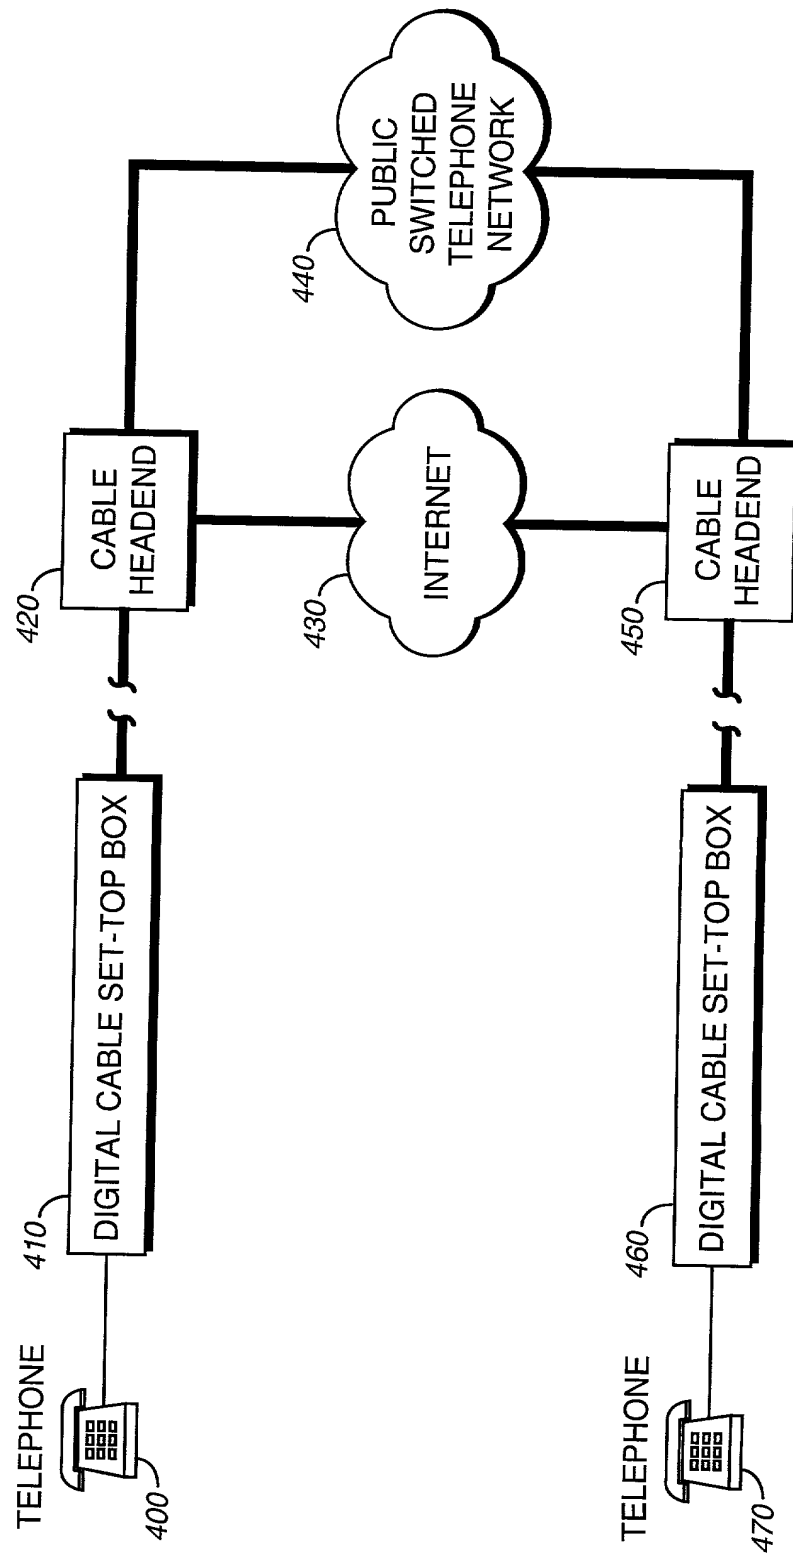 TELEPHONE
400
410
DIGITAL CABLE SET-TOP BOX
420
CABLE
HEADEND
430
INTERNET
440
PUBLIC
SWITCHED
TELEPHONE
NETWORK
450
CABLE
HEADEND
460
DIGITAL CABLE SET-TOP BOX
TELEPHONE
470